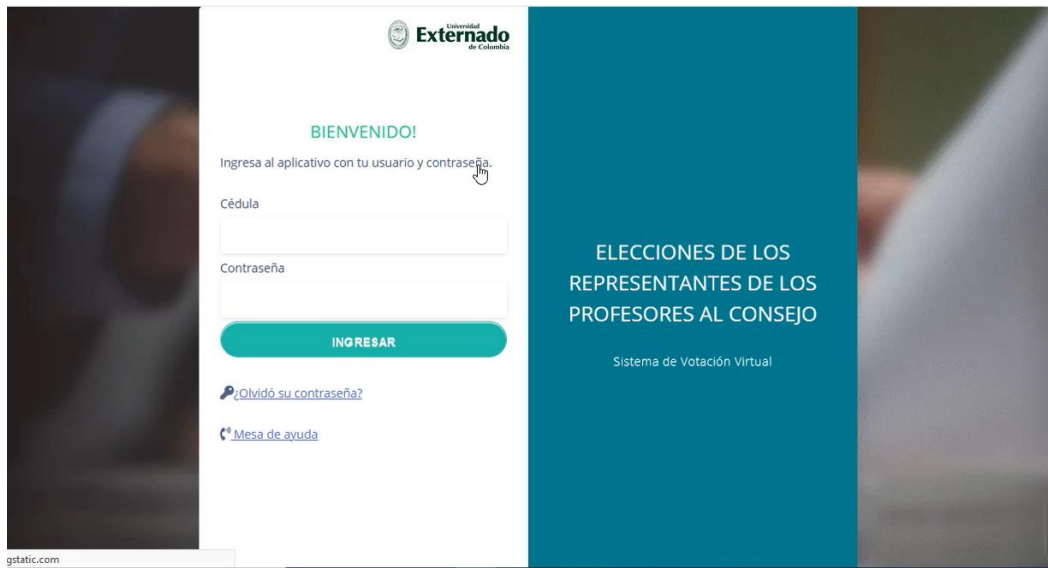 Universidad
Externado
de Colombia
BIENVENIDO!
Ingresa al aplicativo con tu usuario y contraseña.
Cédula
Contraseña
INGRESAR
¿Olvidó su contraseña?
Mesa de ayuda
ELECCIONES DE LOS
REPRESENTANTES DE LOS
PROFESORES AL CONSEJO
Sistema de Votación Virtual
gstatic.com